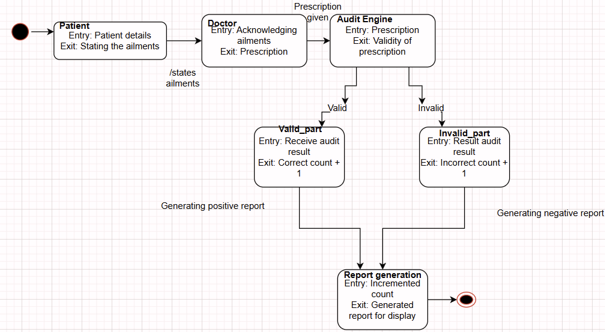 Prescription
given
Patient
Entry: Patient details
Exit: Stating the ailments
Doctor
Entry: Acknowledging
ailments
Exit: Prescription
Audit Engine
Entry: Prescription
Exit: Validity of
prescription
/states
ailments
Valid
Invalid
Valid_part
Entry: Receive audit
result
Exit: Correct count +
1
Invalid_part
Entry: Result audit
result
Exit: Incorrect count +
1
Generating positive report
Generating negative report
Report generation
Entry: Incremented
count
Exit: Generated
report for display